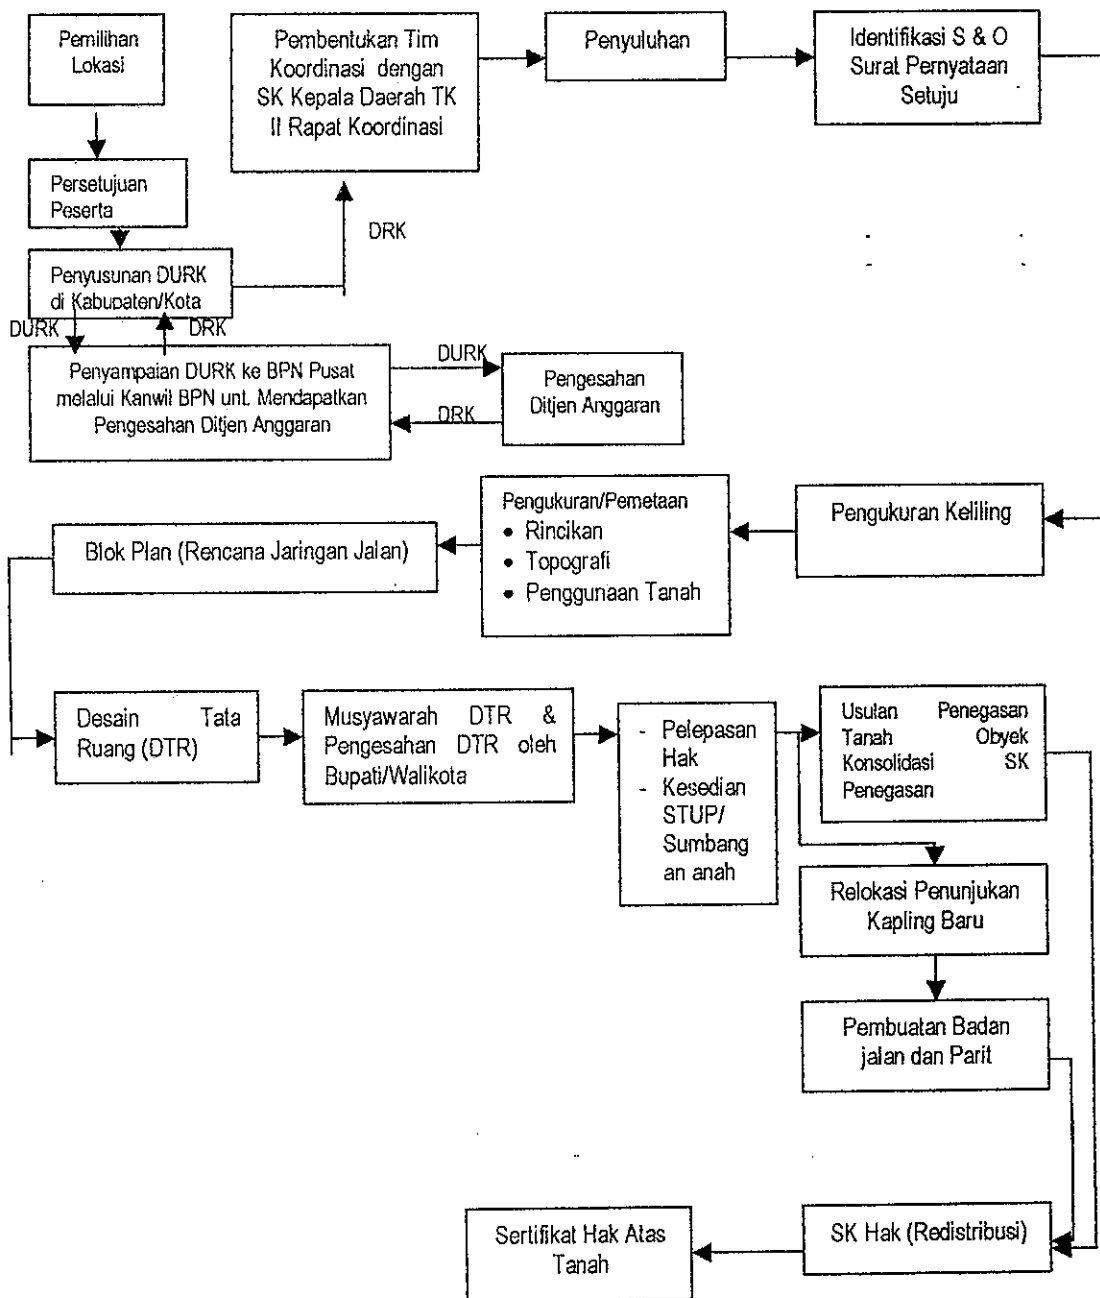 Pemilihan
Lokasi
Persetujuan
Peserta
Penyusunan DURK
di Kabupaten/Kota
DURK
DRK
Penyampaian DURK ke BPN Pusat
melalui Kanwil BPN unt. Mendapatkan
Pengesahan Ditjen Anggaran
DURK
DRK
Pengesahan
Ditjen Anggaran
DRK
Pembentukan Tim
Koordinasi dengan
SK Kepala Daerah TK
II Rapat Koordinasi
Penyuluhan
Identifikasi S & O
Surat Pernyataan
Setuju
Pengukuran Keliling
Pengukuran/Pemetaan
• Rincikan
• Topografi
• Penggunaan Tanah
Blok Plan (Rencana Jaringan Jalan)
Desain Tata
Ruang (DTR)
Musyawarah DTR &
Pengesahan DTR oleh
Bupati/Walikota
- Pelepasan
Hak
- Kesedian
STUP/
Sumbang
an anah
Usulan Penegasan
Tanah Obyek
Konsolidasi SK
Penegasan
Relokasi Penunjukan
Kapling Baru
Pembuatan Badan
jalan dan Parit
SK Hak (Redistribusi)
Sertifikat Hak Atas
Tanah